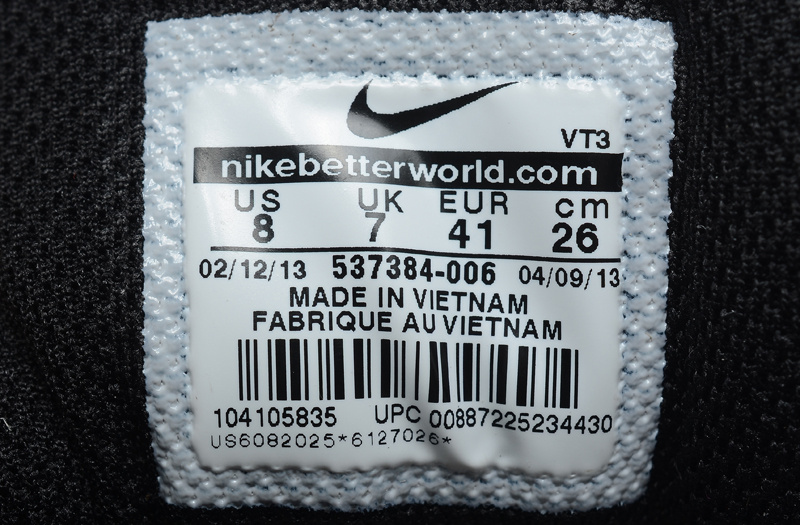 VT3
nikebetterworld.com
US UK EUR cm
8 7 41 26
02/12/13 537384-006 04/09/13
MADE IN VIETNAM
FABRIQUE AU VIETNAM
104105835 UPC 00887225234430
US6082025*6127026*